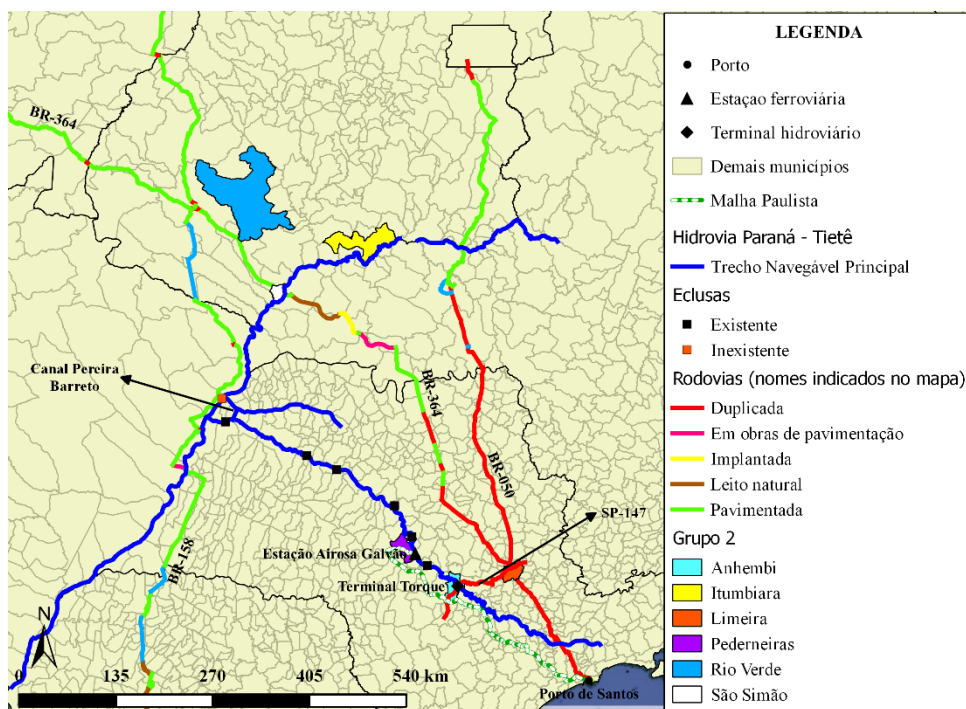 BR-364
Canal Pereira
Barreto
BR-364
BR-050
SP-147
Estação Airosa Galvão
BR-158
Terminal Torque
N
0 135 270 405 540 km
Porto de Santos
LEGENDA
Porto
Estaçao ferroviária
Terminal hidroviário
Demais municípios
Malha Paulista
Hidrovia Paraná - Tietê
Trecho Navegável Principal
Eclusas
Existente
Inexistente
Rodovias (nomes indicados no mapa)
Duplicada
Em obras de pavimentação
Implantada
Leito natural
Pavimentada
Grupo 2
Anhembi
Itumbiara
Limeira
Pederneiras
Rio Verde
São Simão